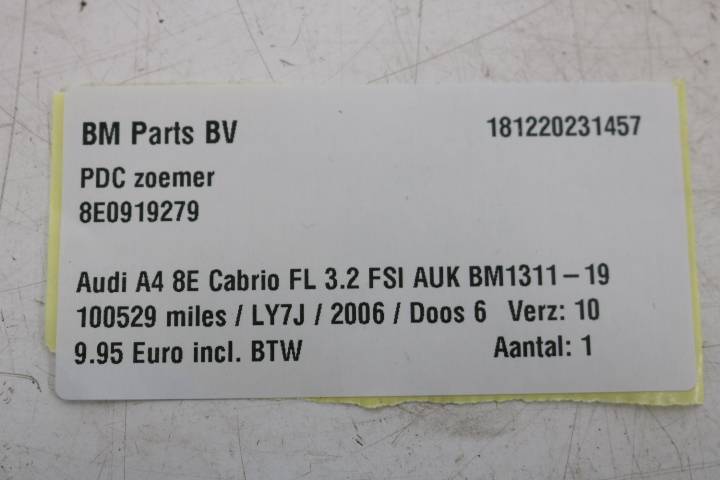 BM Parts BV 181220231457
PDC zoemer
8E0919279
Audi A4 8E Cabrio FL 3.2 FSI AUK BM1311-19
100529 miles / LY7J / 2006 / Doos 6 Verz: 10
9.95 Euro incl. BTW Aantal: 1